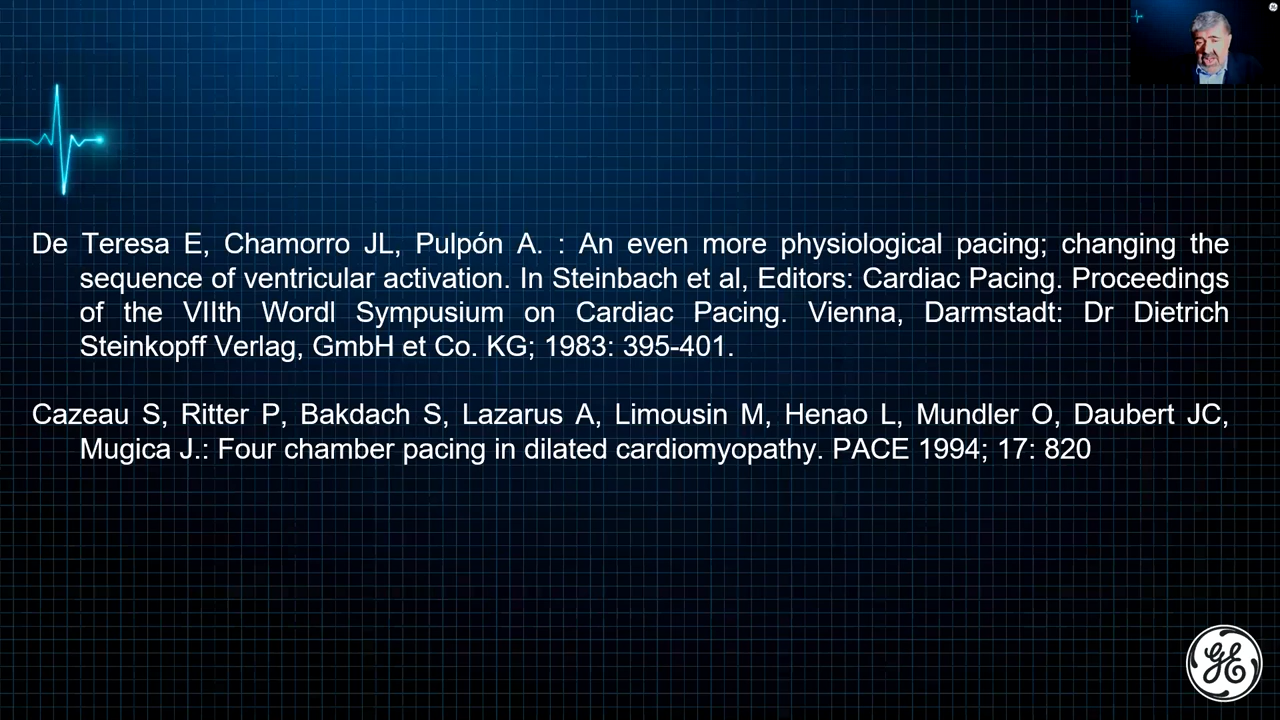 De Teresa E, Chamorro JL, Pulpón A. : An even more physiological pacing; changing the
sequence of ventricular activation. In Steinbach et al, Editors: Cardiac Pacing. Proceedings
of the VIIth Wordl Sympusium on Cardiac Pacing. Vienna, Darmstadt: Dr Dietrich
Steinkopff Verlag, GmbH et Co. KG; 1983: 395-401.
Cazeau S, Ritter P, Bakdach S, Lazarus A, Limousin M, Henao L, Mundler O, Daubert JC,
Mugica J.: Four chamber pacing in dilated cardiomyopathy. PACE 1994; 17: 820
GE